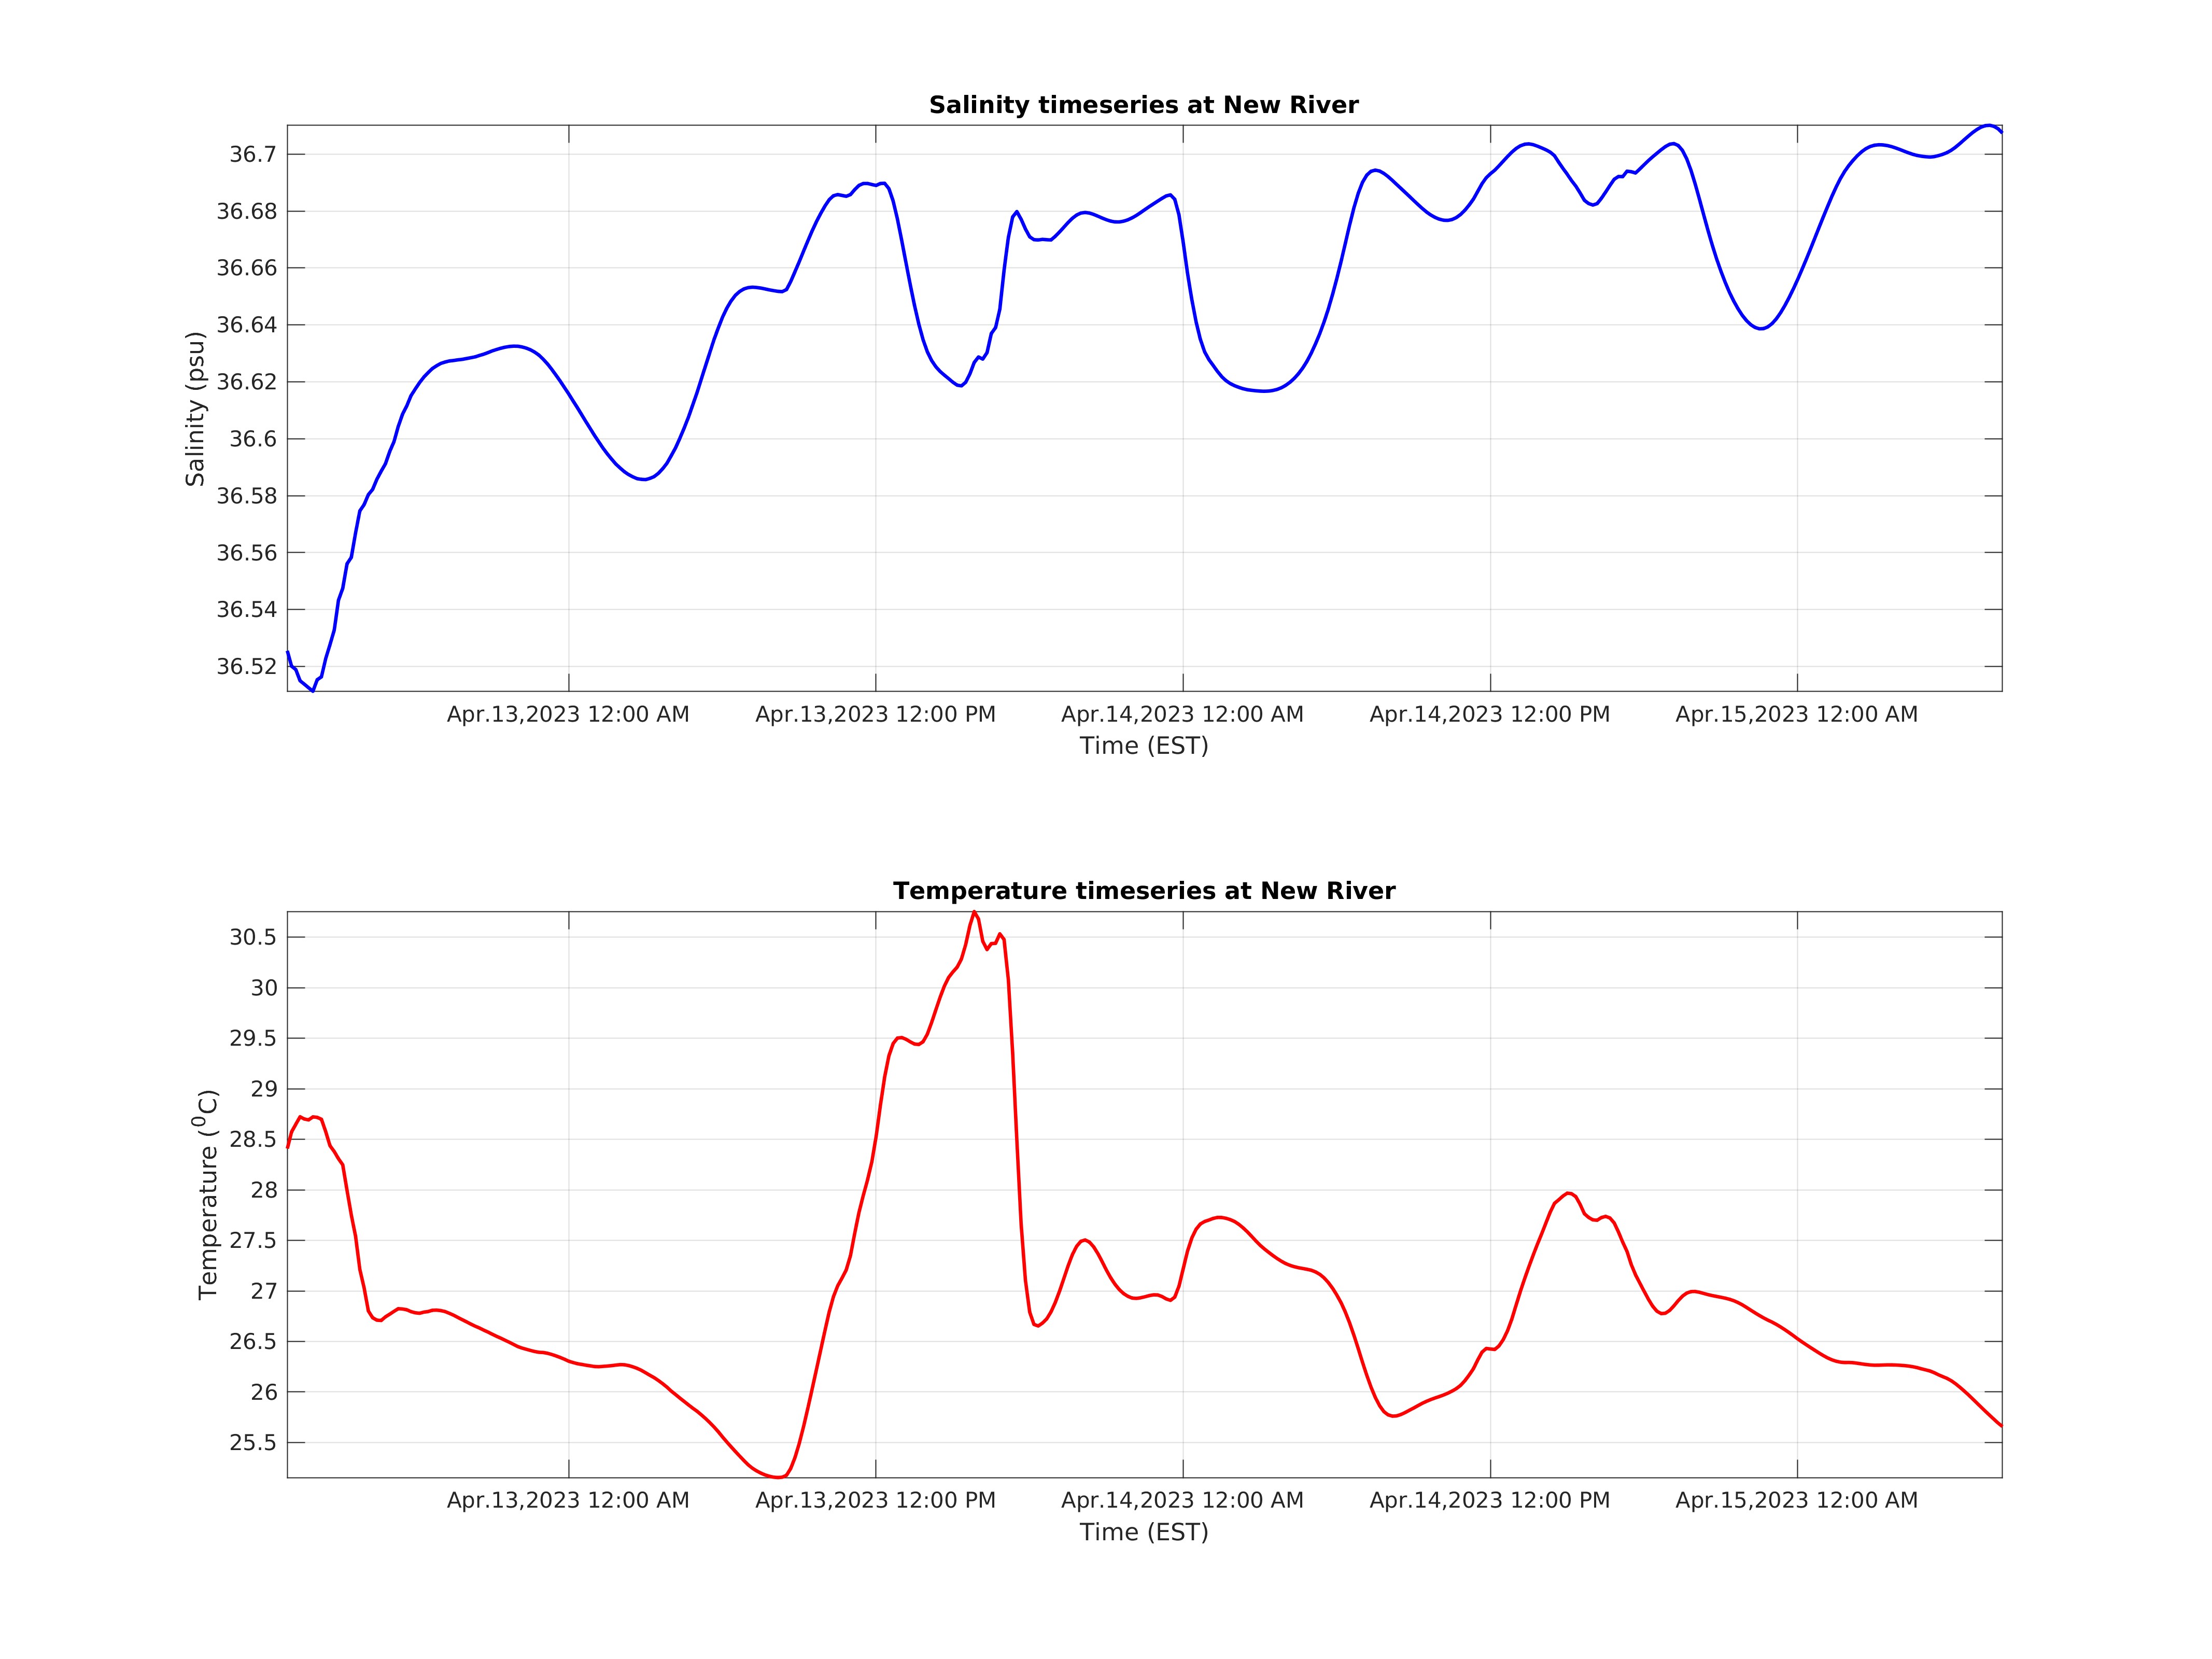 Salinity timeseries at New River
36.7
36.68
36.66
36.64
36.62
36.6
36.58
36.56
36.54
36.52
Salinity (psu)
Apr.13,2023 12:00 AM
Apr.13,2023 12:00 PM
Apr.14,2023 12:00 AM
Apr.14,2023 12:00 PM
Apr.15,2023 12:00 AM
Time (EST)
Temperature timeseries at New River
30.5
30
29.5
29
28.5
28
27.5
27
26.5
26
25.5
Temperature (⁰C)
Apr.13,2023 12:00 AM
Apr.13,2023 12:00 PM
Apr.14,2023 12:00 AM
Apr.14,2023 12:00 PM
Apr.15,2023 12:00 AM
Time (EST)